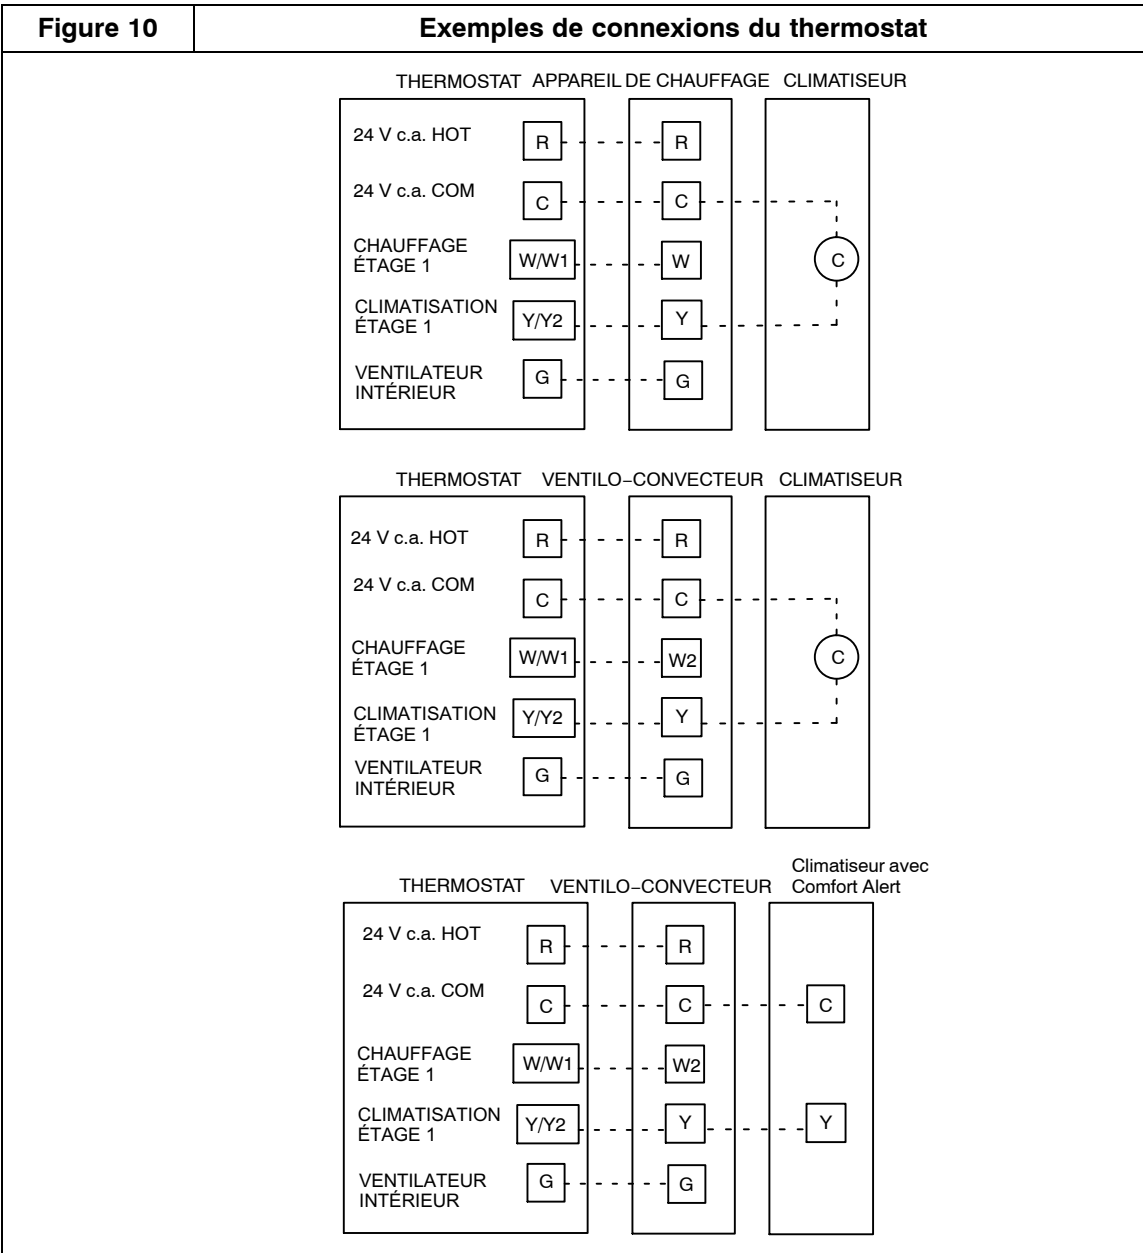 Figure 10 Exemples de connexions du thermostat
THERMOSTAT APPAREIL DE CHAUFFAGE CLIMATISEUR
24 V c.a. HOT R R
24 V c.a. COM C C
CHAUFFAGE
ÉTAGE 1 W/W1 W C
CLIMATISATION
ÉTAGE 1 Y/Y2 Y
VENTILATEUR
INTÉRIEUR G G
THERMOSTAT VENTILO-CONVECTEUR CLIMATISEUR
24 V c.a. HOT R R
24 V c.a. COM C C
CHAUFFAGE
ÉTAGE 1 W/W1 W2 C
CLIMATISATION
ÉTAGE 1 Y/Y2 Y
VENTILATEUR
INTÉRIEUR G G
Climatiseur avec
THERMOSTAT VENTILO-CONVECTEUR Comfort Alert
24 V c.a. HOT R R
24 V c.a. COM C C C
CHAUFFAGE
ÉTAGE 1 W/W1 W2
CLIMATISATION
ÉTAGE 1 Y/Y2 Y Y
VENTILATEUR
INTÉRIEUR G G